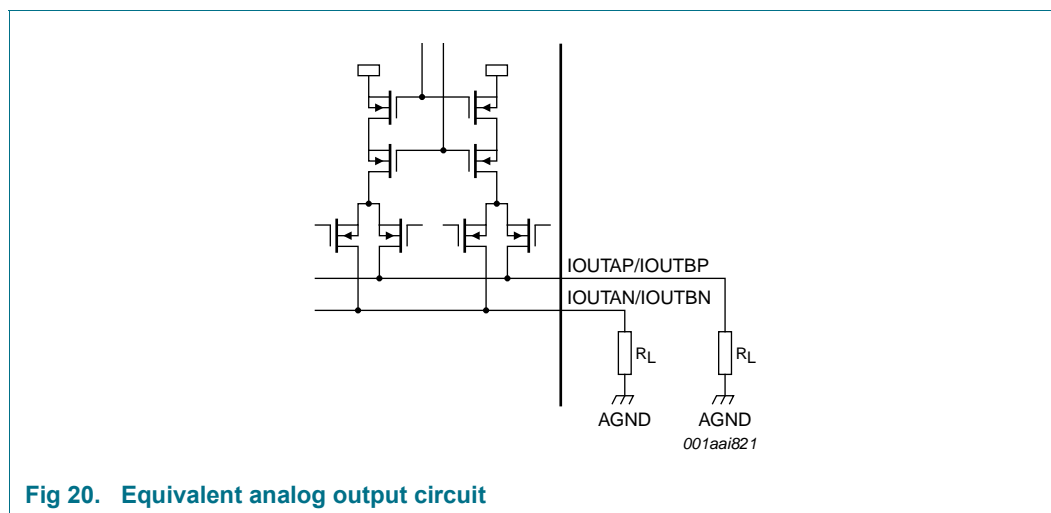 IOUTAP/IOUTBP
IOUTAN/IOUTBN
RL RL
AGND AGND
001aai821
Fig 20. Equivalent analog output circuit